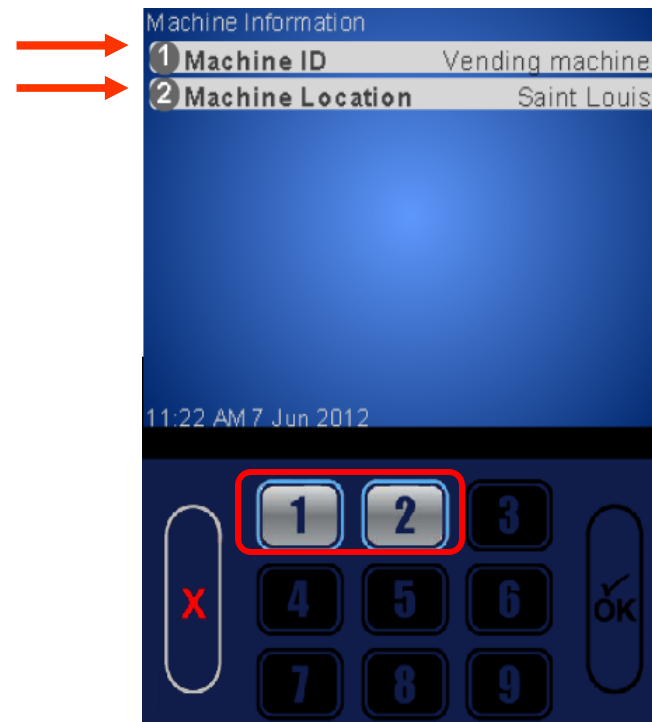 Machine Information
1 Machine ID Vending machine
2 Machine Location Saint Louis
11:22 AM 7 Jun 2012
1 2 3
X 4 5 6 OK
7 8 9